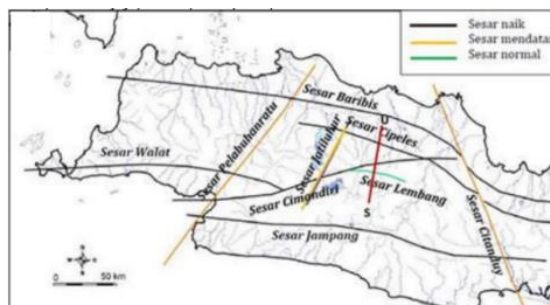 Sesar naik
Sesar mendatar
Sesar normal
Sesar Baribis
U
Sesar Cipeles
Sesar Pelabuhanratu
Sesar Jatiluhur
Sesar Walat
Sesar Lembang
Sesar Cimandiri
S
Sesar Citanduy
Sesar Jampang
0 50 km